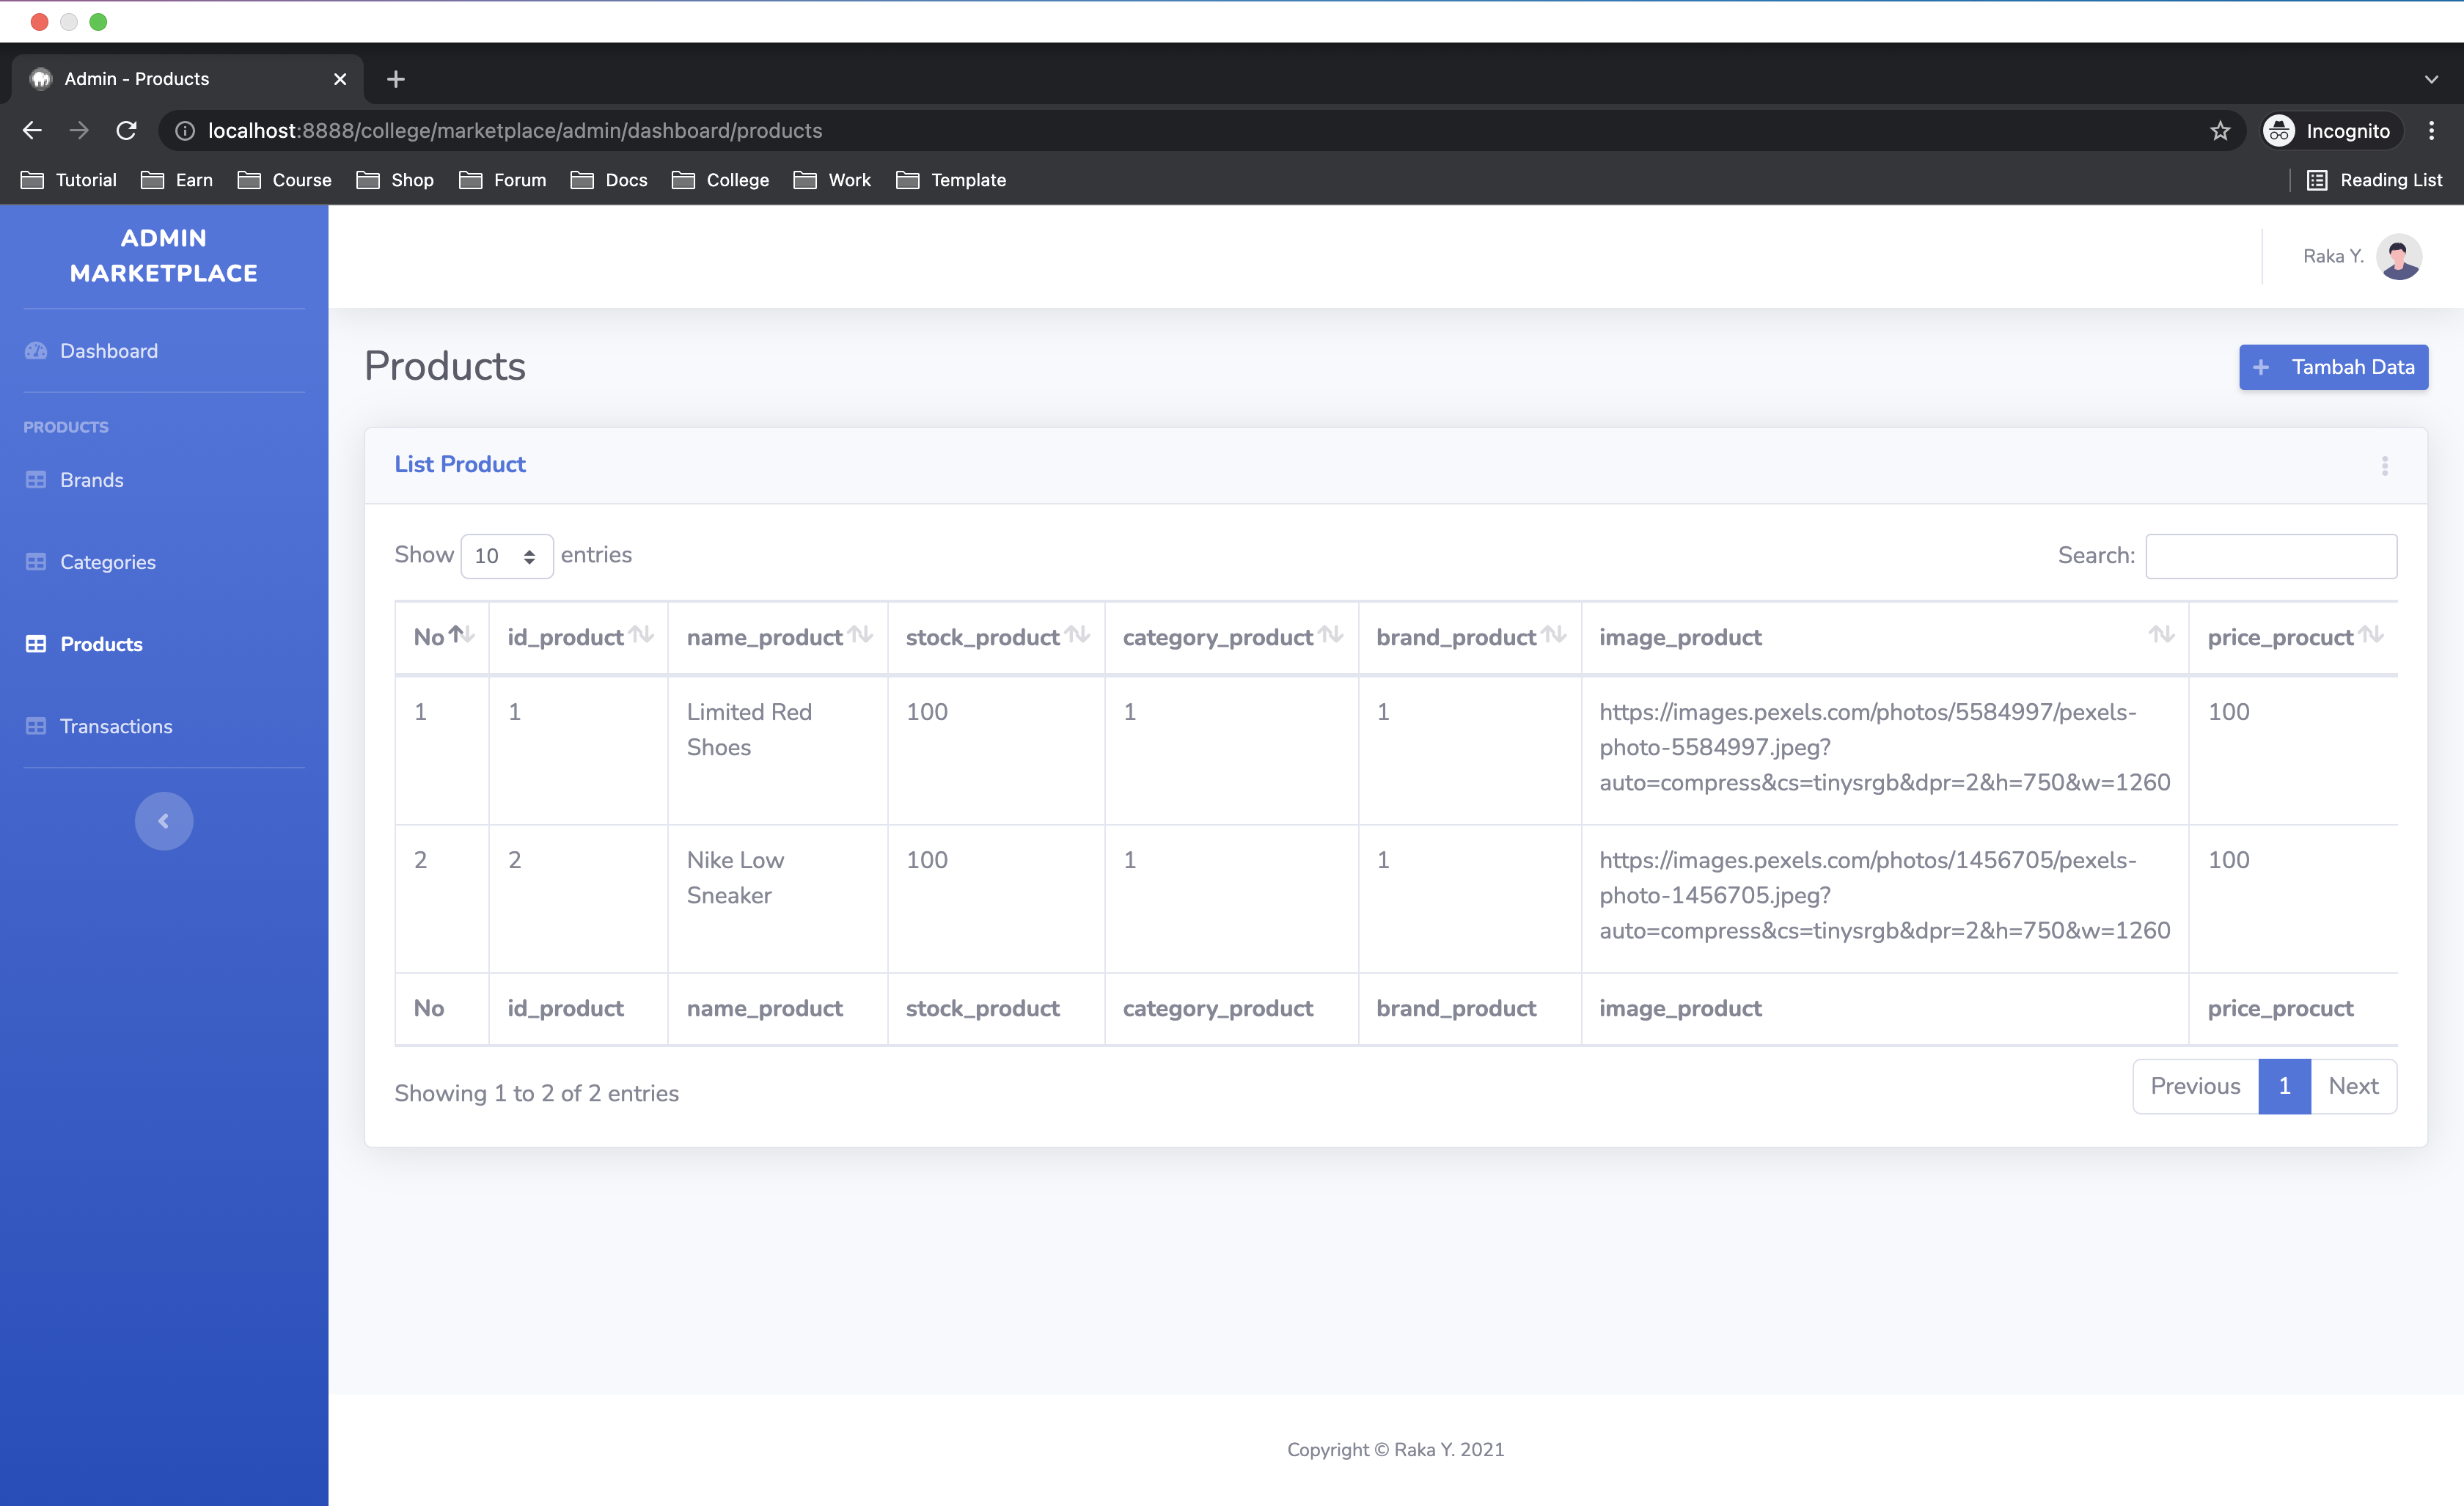 Admin - Products
localhost:8888/college/marketplace/admin/dashboard/products
Incognito
Tutorial Earn Course Shop Forum Docs College Work Template Reading List
ADMIN
MARKETPLACE
Raka Y.
Dashboard
PRODUCTS
Brands
Categories
Products
Transactions
Products
Tambah Data
List Product
Show 10 entries Search:
No id_product name_product stock_product category_product brand_product image_product price_procuct
1 1 Limited Red 100 1 1 https://images.pexels.com/photos/5584997/pexels- 100
Shoes photo-5584997.jpeg?
auto=compress&cs=tinysrgb&dpr=2&h=750&w=1260
2 2 Nike Low 100 1 1 https://images.pexels.com/photos/1456705/pexels- 100
Sneaker photo-1456705.jpeg?
auto=compress&cs=tinysrgb&dpr=2&h=750&w=1260
No id_product name_product stock_product category_product brand_product image_product price_procuct
Showing 1 to 2 of 2 entries
Previous 1 Next
Copyright © Raka Y. 2021